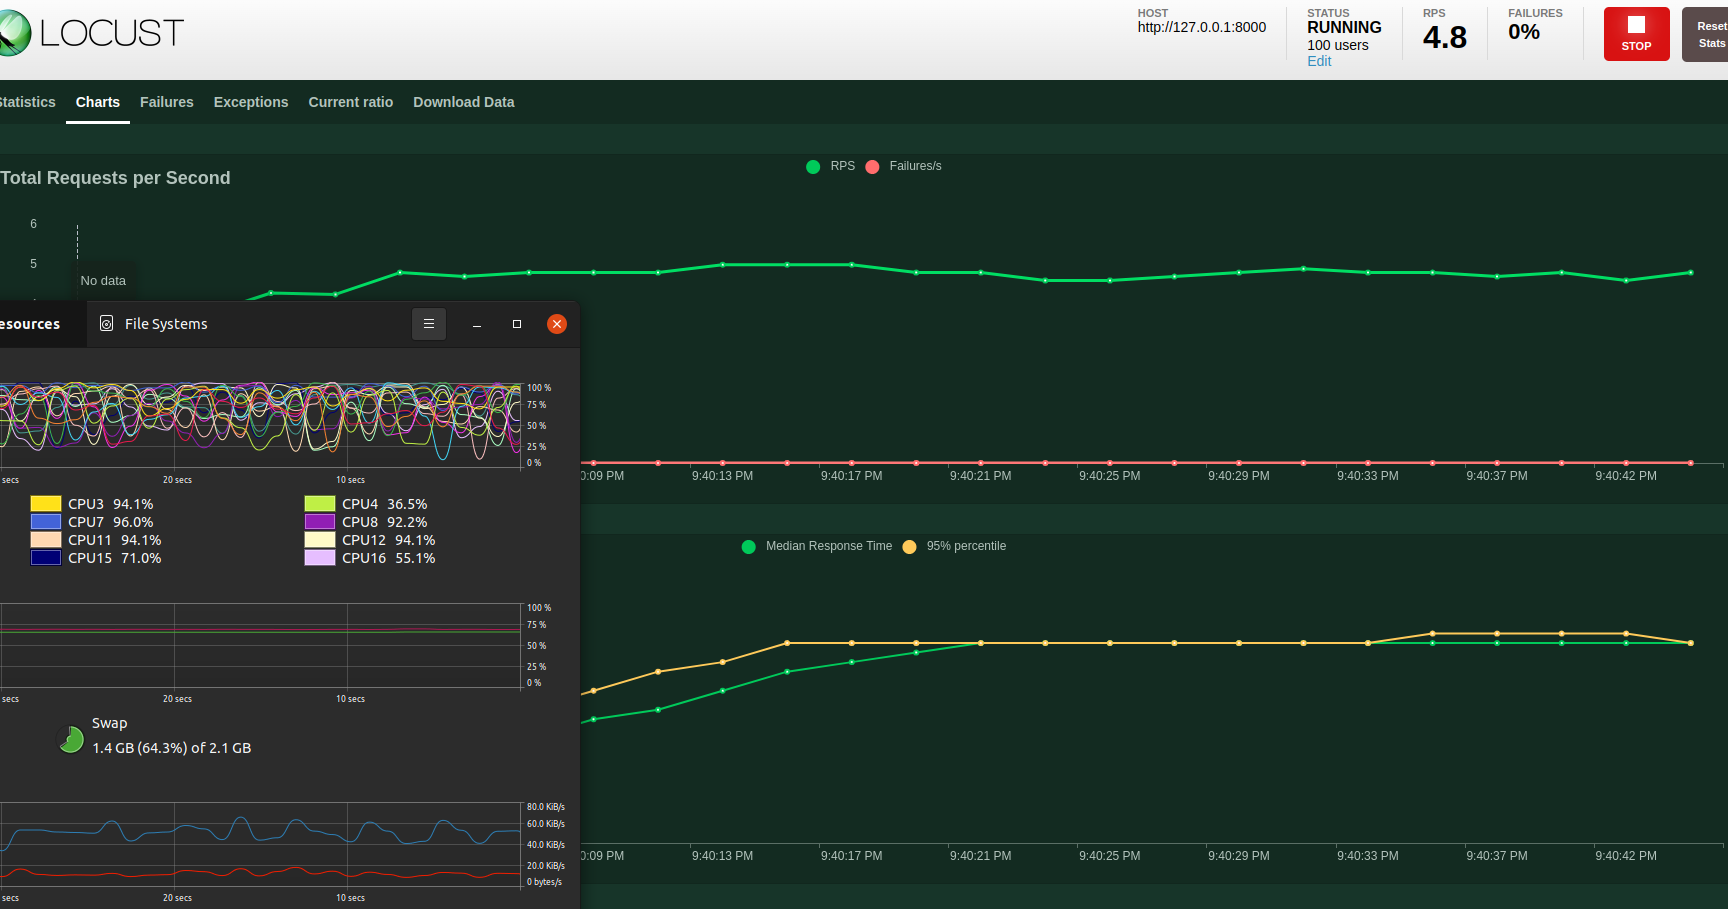 LOCUST
HOST
http://127.0.0.1:8000
STATUS
RUNNING
100 users
Edit
RPS
4.8
FAILURES
0%
STOP
Reset
Stats
Statistics Charts Failures Exceptions Current ratio Download Data
Total Requests per Second
RPS Failures/s
6
5
No data
esources File Systems
100 %
75 %
50 %
25 %
0 %
secs 20 secs 10 secs
CPU3 94.1% CPU4 36.5%
CPU7 96.0% CPU8 92.2%
CPU11 94.1% CPU12 94.1%
CPU15 71.0% CPU16 55.1%
100 %
75 %
50 %
25 %
0 %
secs 20 secs 10 secs
Swap
1.4 GB (64.3%) of 2.1 GB
80.0 KiB/s
60.0 KiB/s
40.0 KiB/s
20.0 KiB/s
0 bytes/s
secs 20 secs 10 secs
0:09 PM 9:40:13 PM 9:40:17 PM 9:40:21 PM 9:40:25 PM 9:40:29 PM 9:40:33 PM 9:40:37 PM 9:40:42 PM
Median Response Time 95% percentile
0:09 PM 9:40:13 PM 9:40:17 PM 9:40:21 PM 9:40:25 PM 9:40:29 PM 9:40:33 PM 9:40:37 PM 9:40:42 PM